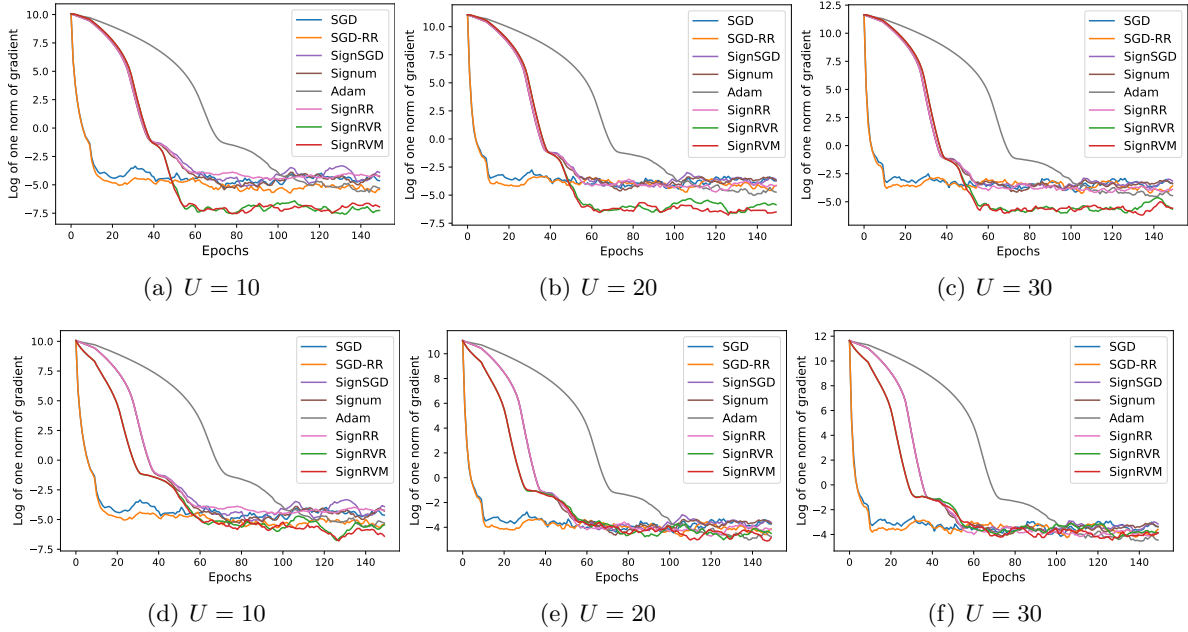 Log of one norm of gradient
10.0
7.5
5.0
2.5
0.0
−2.5
−5.0
−7.5
0 20 40 60 80 100 120 140
Epochs
SGD
SGD-RR
SignSGD
Signum
Adam
SignRR
SignRVR
SignRVM
(a) U = 10
Log of one norm of gradient
10.0
7.5
5.0
2.5
0.0
−2.5
−5.0
−7.5
0 20 40 60 80 100 120 140
Epochs
SGD
SGD-RR
SignSGD
Signum
Adam
SignRR
SignRVR
SignRVM
(b) U = 20
Log of one norm of gradient
12.5
10.0
7.5
5.0
2.5
0.0
−2.5
−5.0
0 20 40 60 80 100 120 140
Epochs
SGD
SGD-RR
SignSGD
Signum
Adam
SignRR
SignRVR
SignRVM
(c) U = 30
Log of one norm of gradient
10.0
7.5
5.0
2.5
0.0
−2.5
−5.0
−7.5
0 20 40 60 80 100 120 140
Epochs
SGD
SGD-RR
SignSGD
Signum
Adam
SignRR
SignRVR
SignRVM
(d) U = 10
Log of one norm of gradient
10
8
6
4
2
0
−2
−4
0 20 40 60 80 100 120 140
Epochs
SGD
SGD-RR
SignSGD
Signum
Adam
SignRR
SignRVR
SignRVM
(e) U = 20
Log of one norm of gradient
12
10
8
6
4
2
0
−2
−4
0 20 40 60 80 100 120 140
Epochs
SGD
SGD-RR
SignSGD
Signum
Adam
SignRR
SignRVR
SignRVM
(f) U = 30